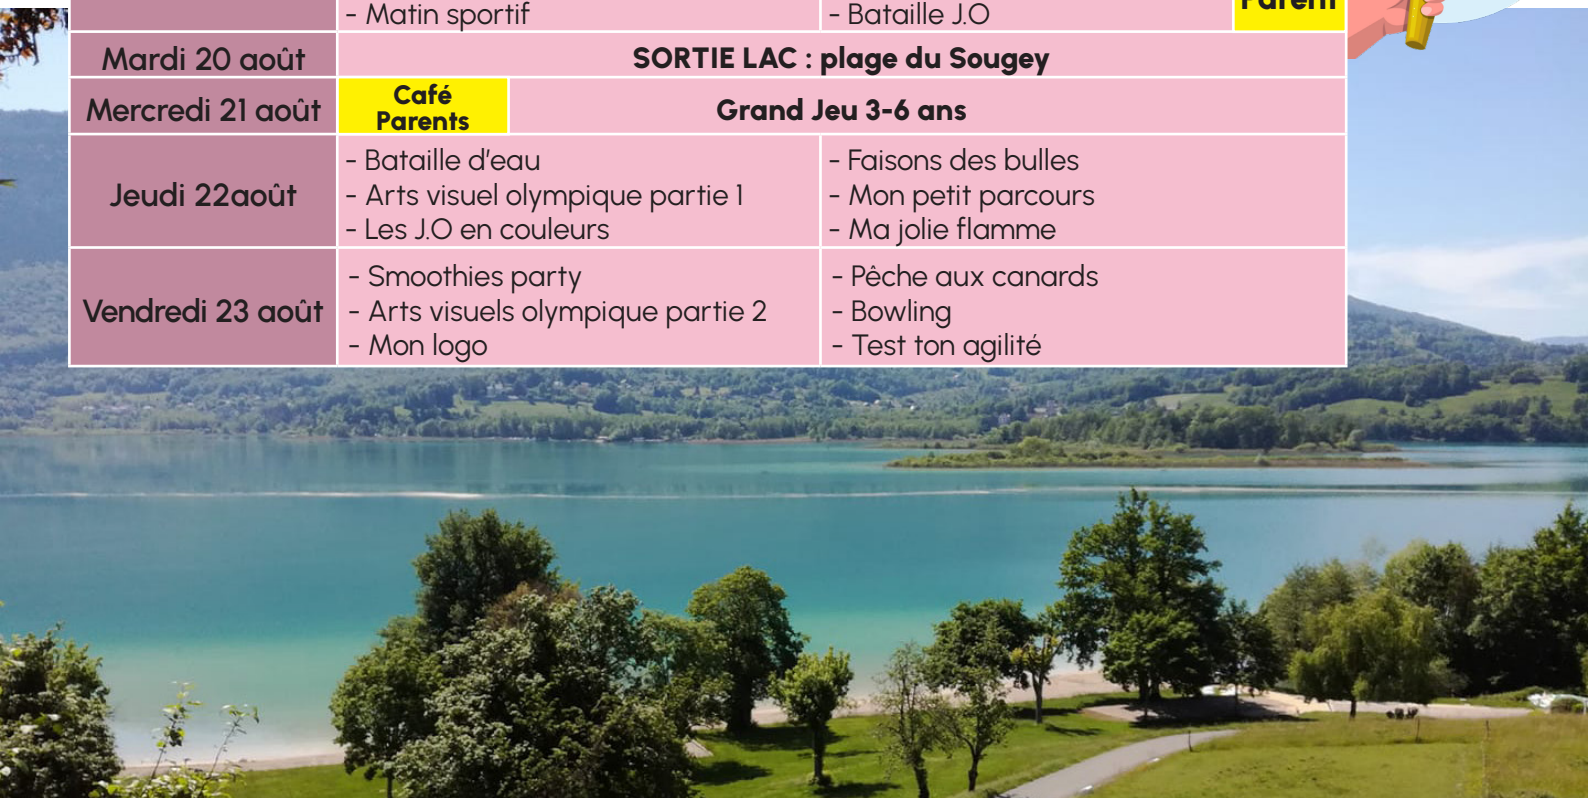 - Matin sportif
- Bataille J.O
Parent
Mardi 20 août
SORTIE LAC : plage du Sougey
Mercredi 21 août
Café
Parents
Grand Jeu 3-6 ans
Jeudi 22août
- Bataille d'eau
- Arts visuel olympique partie 1
- Les J.O en couleurs
- Faisons des bulles
- Mon petit parcours
- Ma jolie flamme
Vendredi 23 août
- Smoothies party
- Arts visuels olympique partie 2
- Mon logo
- Pêche aux canards
- Bowling
- Test ton agilité